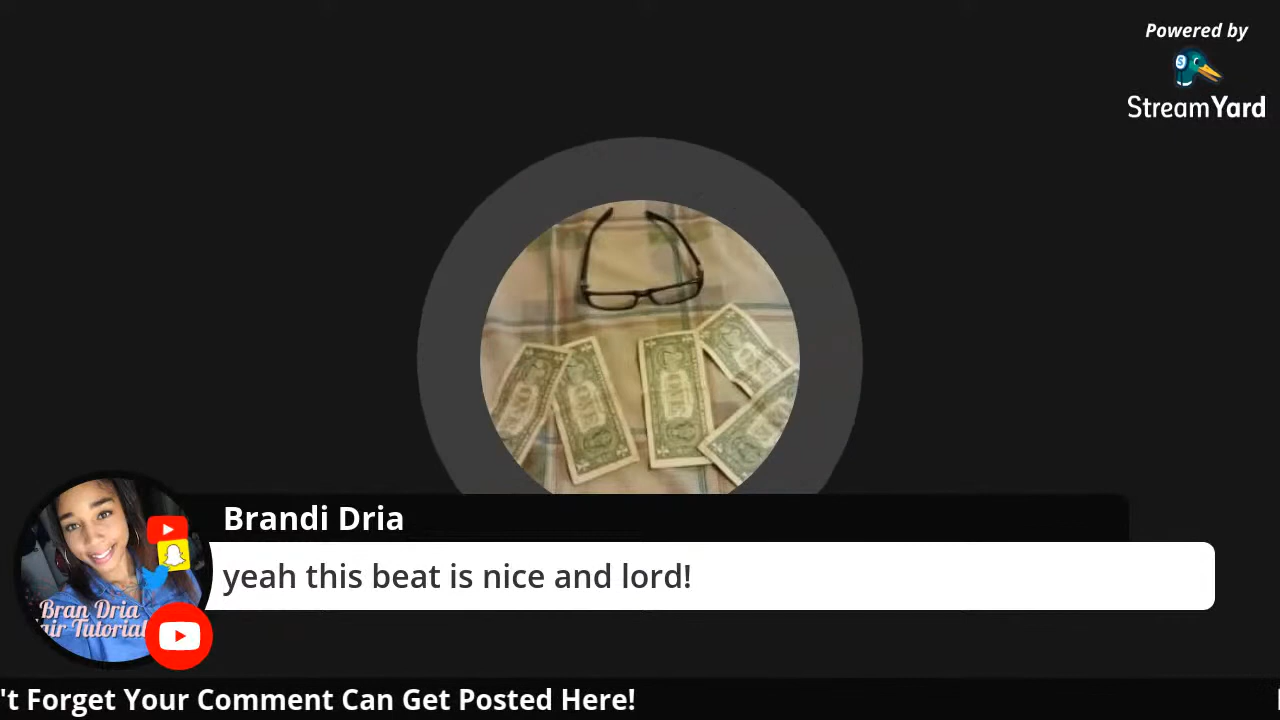 Powered by
StreamYard
Brandi Dria
yeah this beat is nice and lord!
Bran Dria
air Tutorial
't Forget Your Comment Can Get Posted Here!